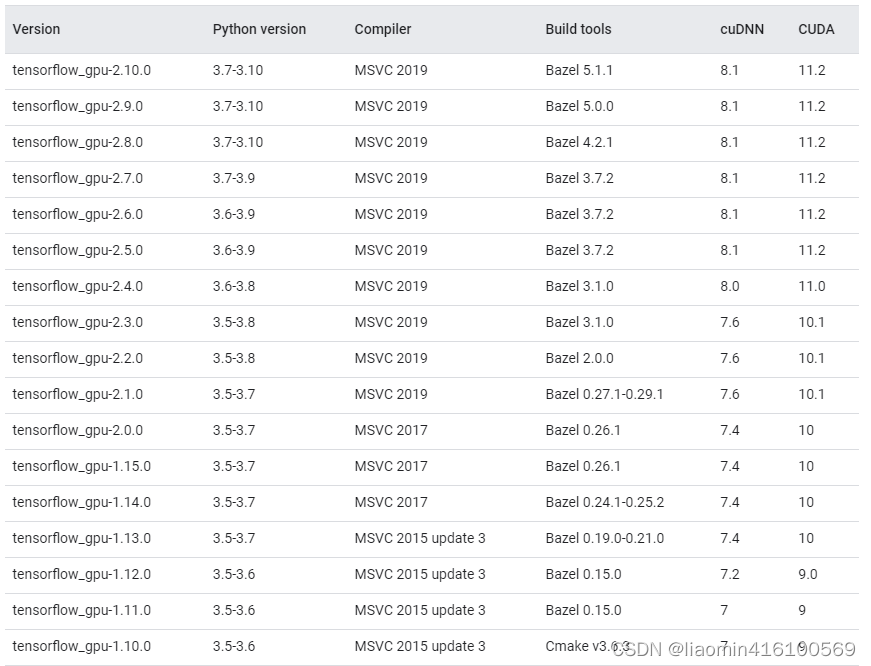 Version Python version Compiler Build tools cuDNN CUDA
tensorflow_gpu-2.10.0 3.7-3.10 MSVC 2019 Bazel 5.1.1 8.1 11.2
tensorflow_gpu-2.9.0 3.7-3.10 MSVC 2019 Bazel 5.0.0 8.1 11.2
tensorflow_gpu-2.8.0 3.7-3.10 MSVC 2019 Bazel 4.2.1 8.1 11.2
tensorflow_gpu-2.7.0 3.7-3.9 MSVC 2019 Bazel 3.7.2 8.1 11.2
tensorflow_gpu-2.6.0 3.6-3.9 MSVC 2019 Bazel 3.7.2 8.1 11.2
tensorflow_gpu-2.5.0 3.6-3.9 MSVC 2019 Bazel 3.7.2 8.1 11.2
tensorflow_gpu-2.4.0 3.6-3.8 MSVC 2019 Bazel 3.1.0 8.0 11.0
tensorflow_gpu-2.3.0 3.5-3.8 MSVC 2019 Bazel 3.1.0 7.6 10.1
tensorflow_gpu-2.2.0 3.5-3.8 MSVC 2019 Bazel 2.0.0 7.6 10.1
tensorflow_gpu-2.1.0 3.5-3.7 MSVC 2019 Bazel 0.27.1-0.29.1 7.6 10.1
tensorflow_gpu-2.0.0 3.5-3.7 MSVC 2017 Bazel 0.26.1 7.4 10
tensorflow_gpu-1.15.0 3.5-3.7 MSVC 2017 Bazel 0.26.1 7.4 10
tensorflow_gpu-1.14.0 3.5-3.7 MSVC 2017 Bazel 0.24.1-0.25.2 7.4 10
tensorflow_gpu-1.13.0 3.5-3.7 MSVC 2015 update 3 Bazel 0.19.0-0.21.0 7.4 10
tensorflow_gpu-1.12.0 3.5-3.6 MSVC 2015 update 3 Bazel 0.15.0 7.2 9.0
tensorflow_gpu-1.11.0 3.5-3.6 MSVC 2015 update 3 Bazel 0.15.0 7 9
tensorflow_gpu-1.10.0 3.5-3.6 MSVC 2015 update 3 Cmake v3.6.3 7 9
CSDN @liaomin416100569